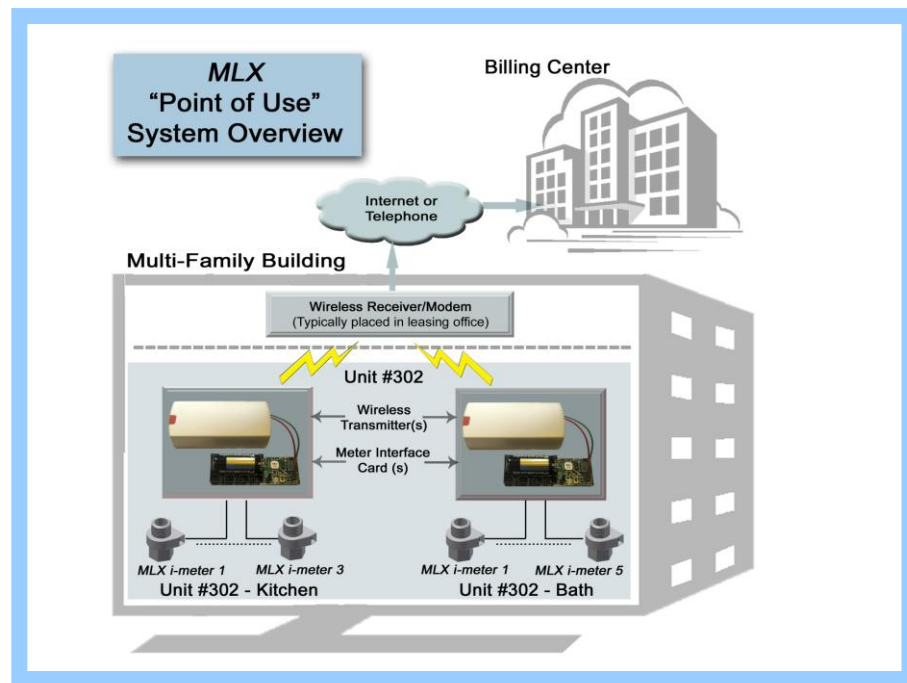 MLX
"Point of Use"
System Overview
Billing Center
Internet or
Telephone
Multi-Family Building
Wireless Receiver/Modem
(Typically placed in leasing office)
Unit #302
Wireless
Transmitter(s)
Meter Interface
Card (s)
MLX i-meter 1
MLX i-meter 3
Unit #302 - Kitchen
MLX i-meter 1
MLX i-meter 5
Unit #302 - Bath